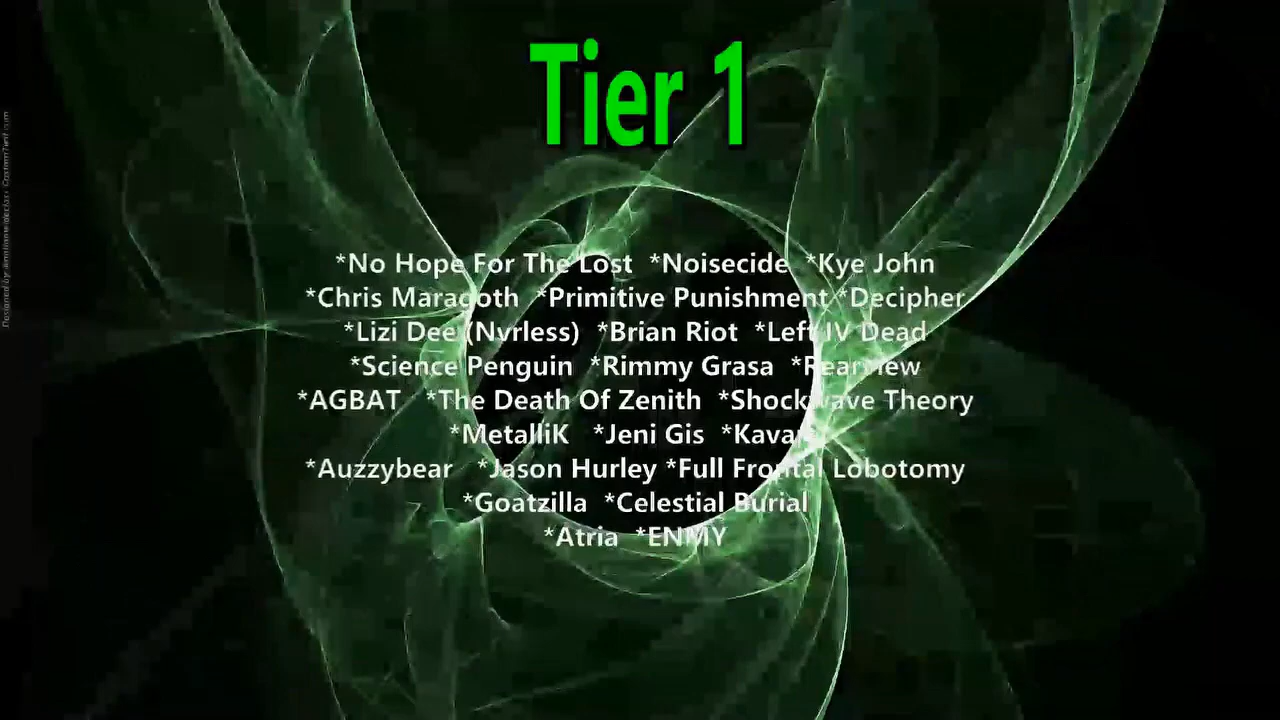 Tier 1
*No Hope For The Lost *Noisecide *Kye John
*Chris Maragoth *Primitive Punishment *Decipher
*Lizi Dee (Nvrless) *Brian Riot *Left IV Dead
*Science Penguin *Rimmy Grasa *Rearview
*AGBAT *The Death Of Zenith *Shockwave Theory
*MetalliK *Jeni Gis
*Auzzybear *Jason Hurley *Full Frontal Lobotomy
*Goatzilla *Celestial Burial
*Atria *ENMY